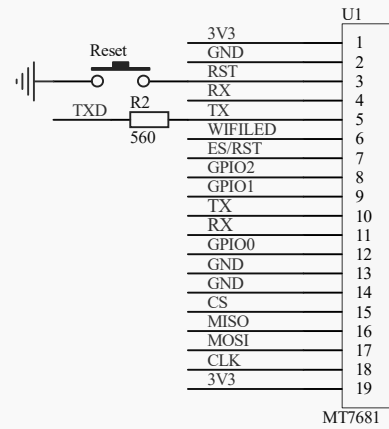 U1
3V3 1
GND 2
Reset
RST 3
RX 4
TXD R2 TX 5
560
WIFILED 6
ES/RST 7
GPIO2 8
GPIO1 9
TX 10
RX 11
GPIO0 12
GND 13
GND 14
CS 15
MISO 16
MOSI 17
CLK 18
3V3 19
MT7681